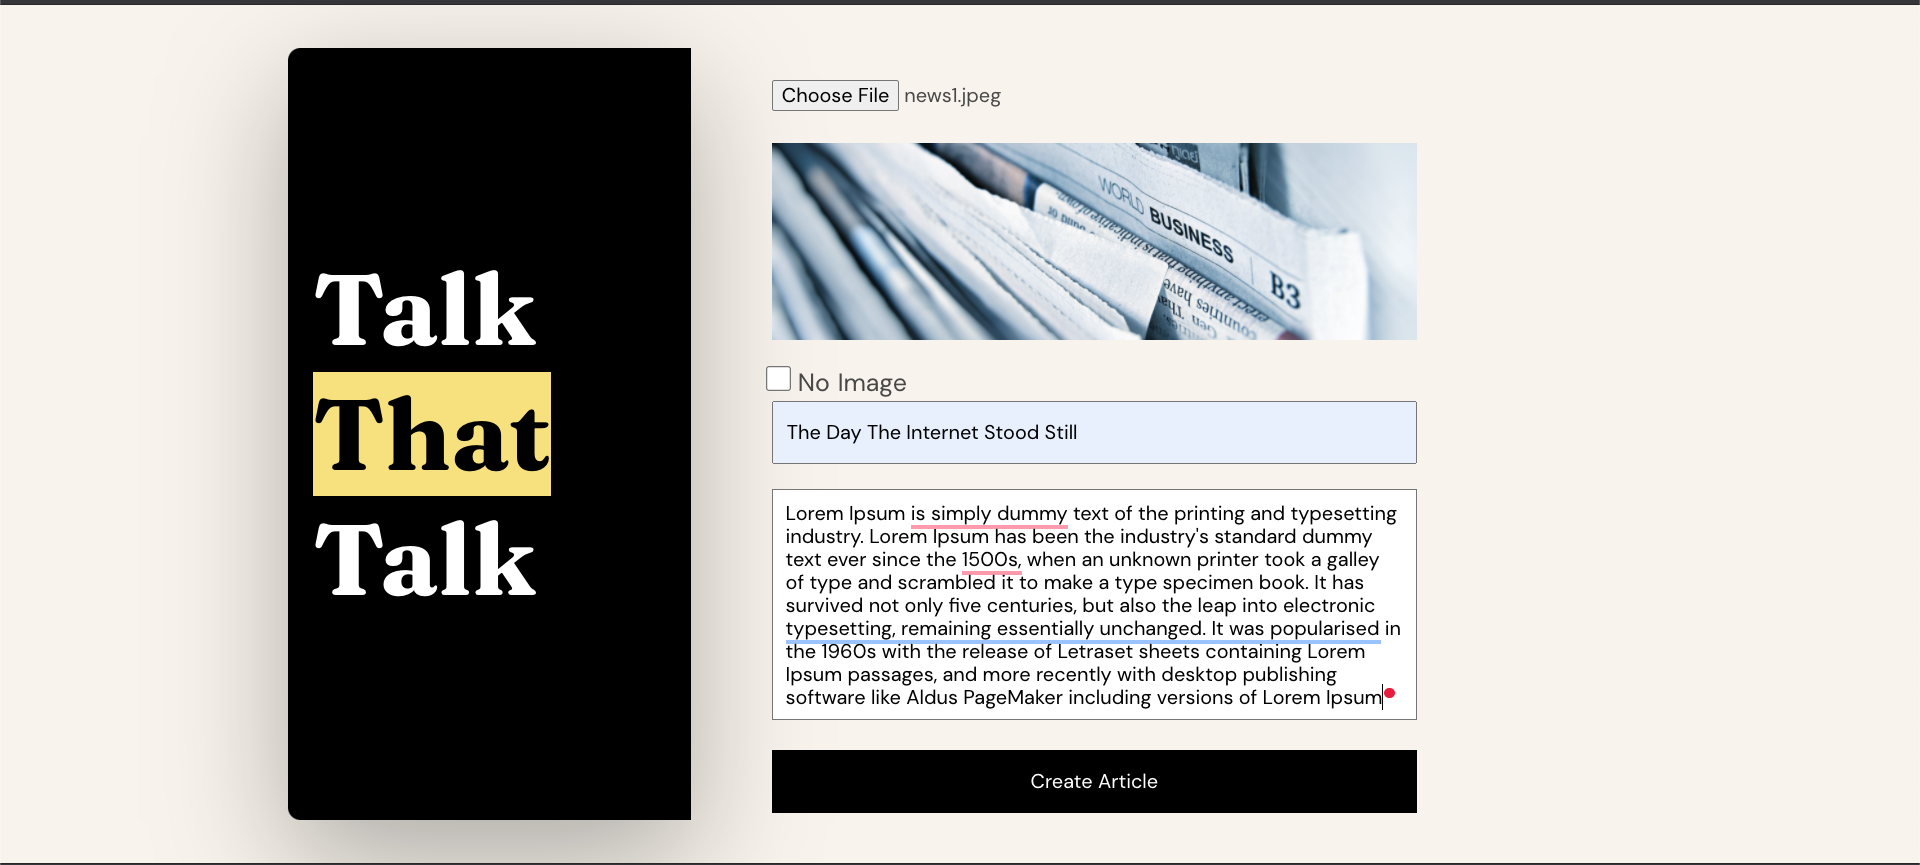 Talk
That
Talk
Choose File news1.jpeg
WORLD BUSINESS B3
No Image
The Day The Internet Stood Still
Lorem Ipsum is simply dummy text of the printing and typesetting
industry. Lorem Ipsum has been the industry's standard dummy
text ever since the 1500s, when an unknown printer took a galley
of type and scrambled it to make a type specimen book. It has
survived not only five centuries, but also the leap into electronic
typesetting, remaining essentially unchanged. It was popularised in
the 1960s with the release of Letraset sheets containing Lorem
Ipsum passages, and more recently with desktop publishing
software like Aldus PageMaker including versions of Lorem Ipsum
Create Article